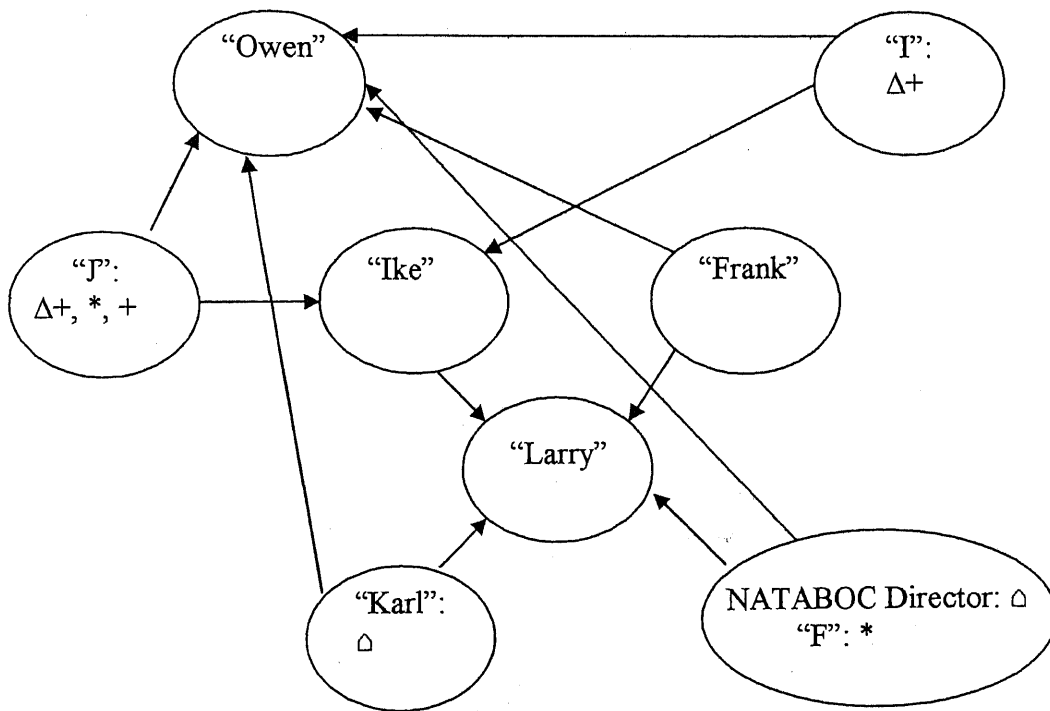 “Owen”
“I”:
Δ+
“J”:
Δ+, *, +
“Ike”
“Frank”
“Larry”
“Karl”:
⌂
NATABOC Director: ⌂
“F”: *